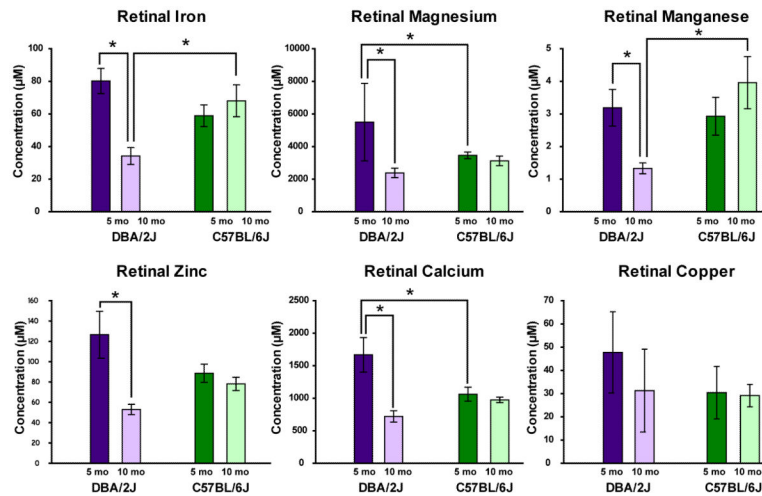 Retinal Iron
Concentration (µM)
100
80
60
40
20
0
*
*
5 mo 10 mo 5 mo 10 mo
DBA/2J C57BL/6J
Retinal Magnesium
Concentration (µM)
10000
8000
6000
4000
2000
0
*
*
5 mo 10 mo 5 mo 10 mo
DBA/2J C57BL/6J
Retinal Manganese
Concentration (µM)
5
4
3
2
1
0
*
*
5 mo 10 mo 5 mo 10 mo
DBA/2J C57BL/6J
Retinal Zinc
Concentration (µM)
160
140
120
100
80
60
40
20
0
*
5 mo 10 mo 5 mo 10 mo
DBA/2J C57BL/6J
Retinal Calcium
Concentration (µM)
2500
2000
1500
1000
500
0
*
*
5 mo 10 mo 5 mo 10 mo
DBA/2J C57BL/6J
Retinal Copper
Concentration (µM)
70
60
50
40
30
20
10
0
5 mo 10 mo 5 mo 10 mo
DBA/2J C57BL/6J